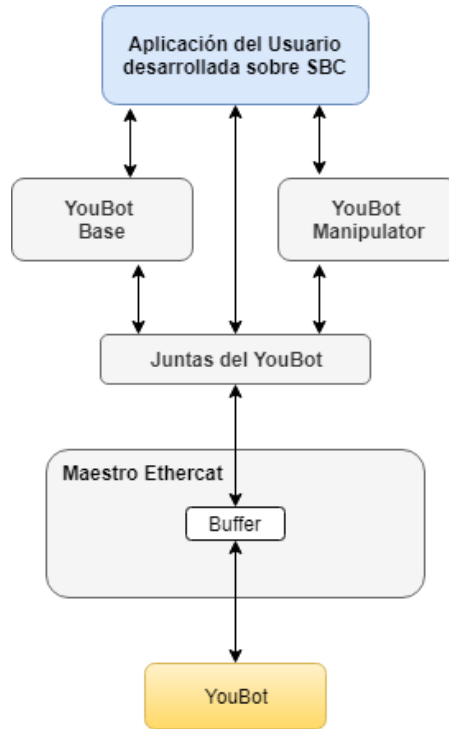 Aplicación del Usuario
desarrollada sobre SBC
YouBot
Base
YouBot
Manipulator
Juntas del YouBot
Maestro Ethercat
Buffer
YouBot